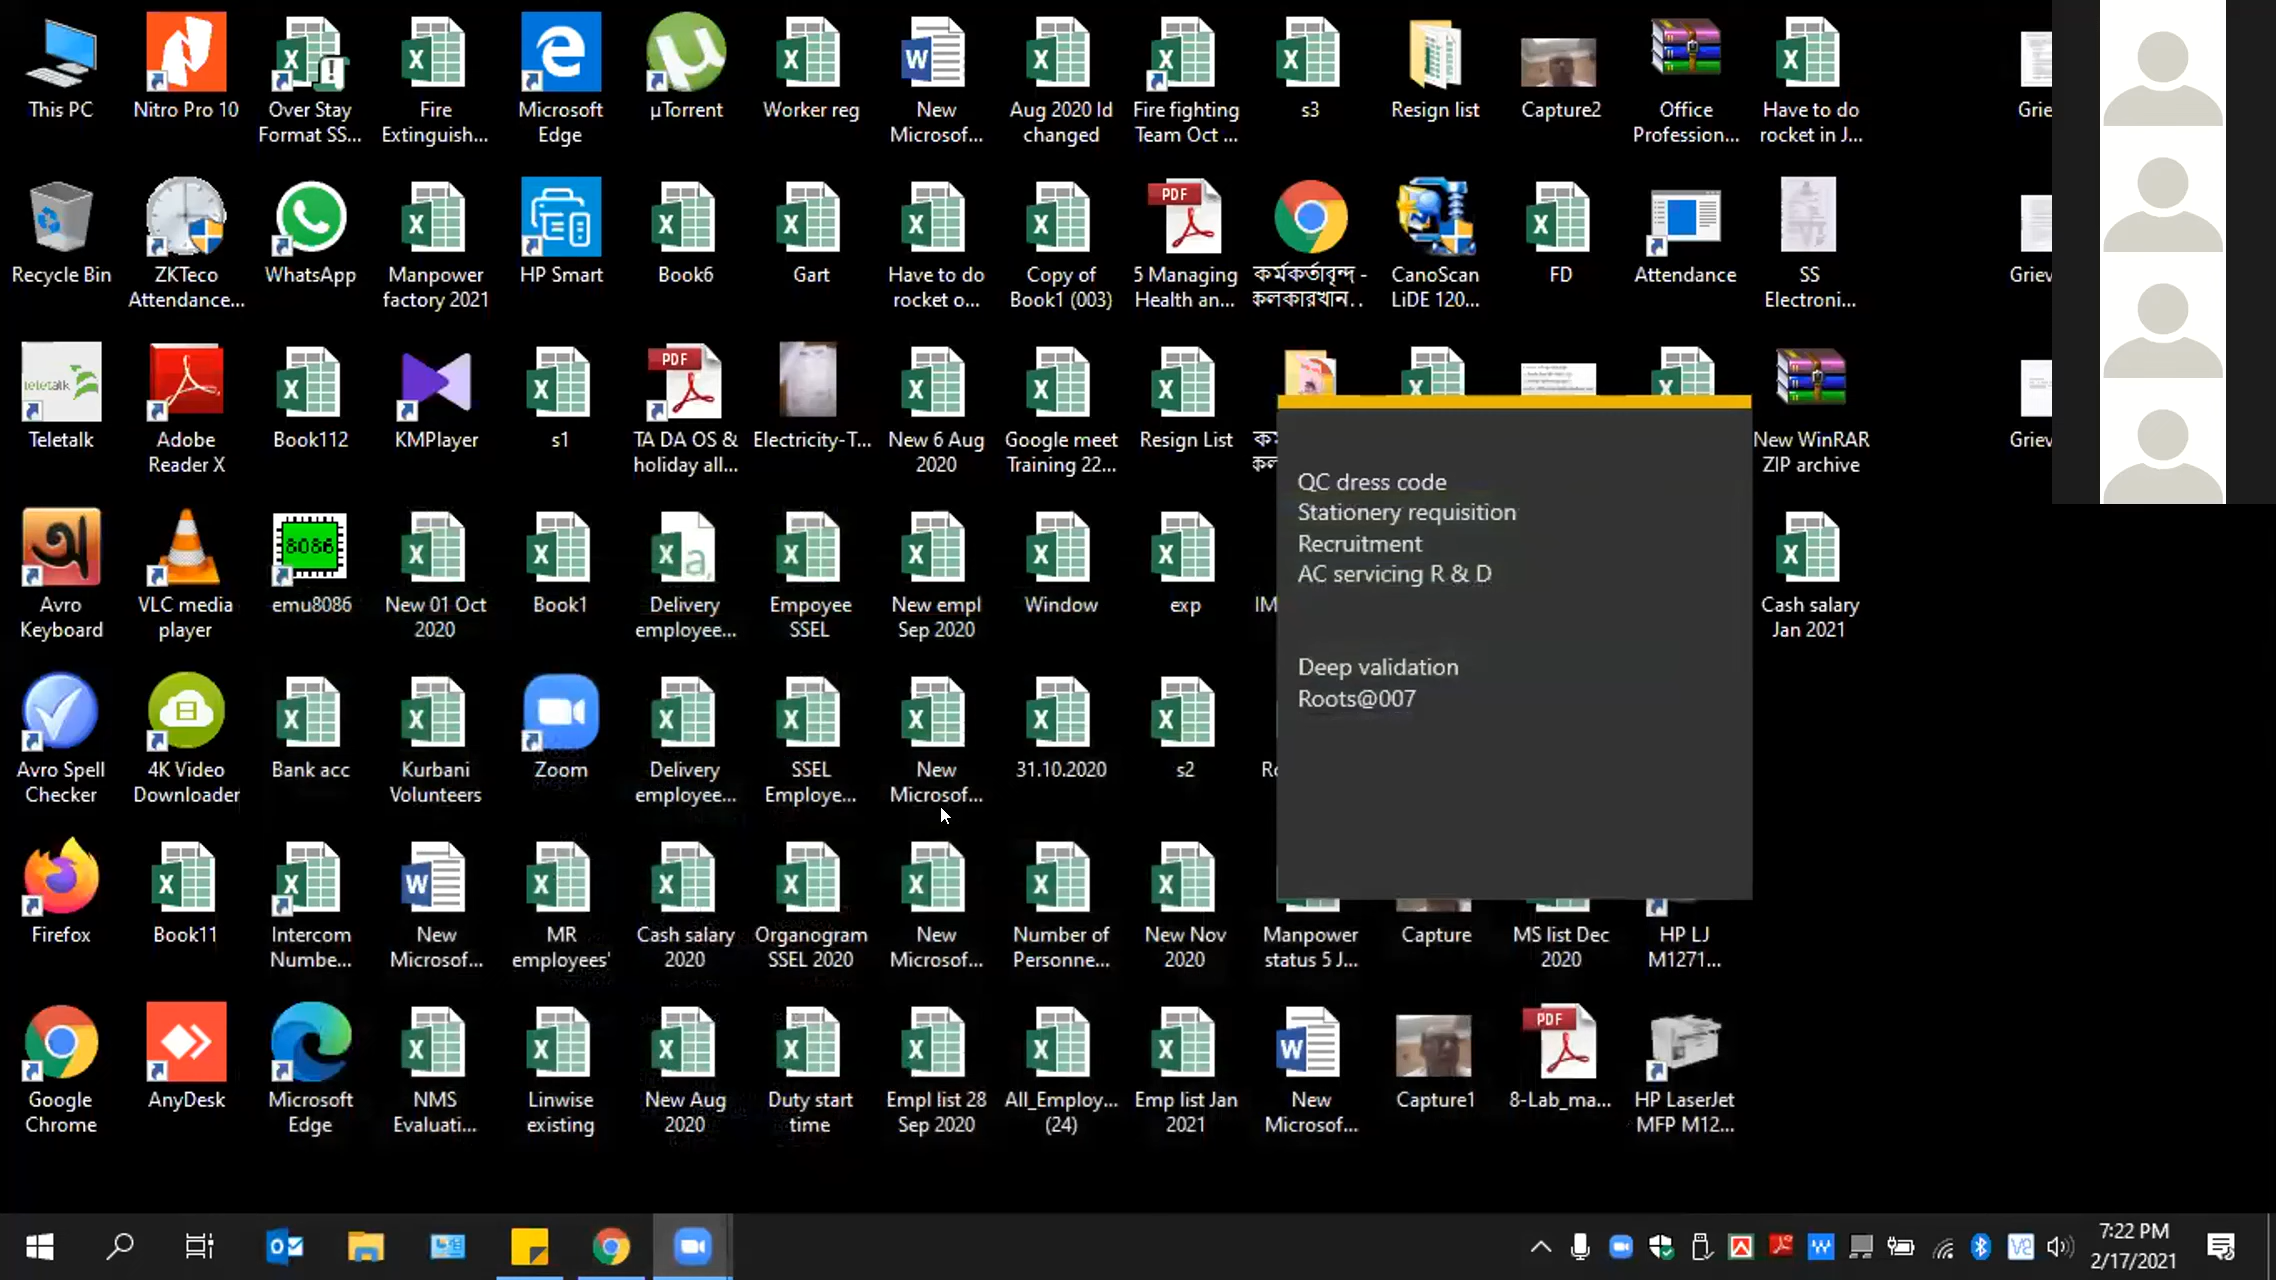 This PC
Nitro Pro 10
Over Stay
Format SS...
Fire
Extinguish...
Microsoft
Edge
µTorrent
Worker reg
New
Microsof...
Aug 2020 Id
changed
Fire fighting
Team Oct ...
s3
Resign list
Capture2
Office
Profession...
Have to do
rocket in J...
Grie
Recycle Bin
ZKTeco
Attendance...
WhatsApp
Manpower
factory 2021
HP Smart
Book6
Gart
Have to do
rocket o...
Copy of
Book1 (003)
PDF
5 Managing
Health an...
কর্মকর্তাবৃন্দ -
কলকারখান...
CanoScan
LiDE 120...
FD
Attendance
SS
Electroni...
Griev
teletalk
Teletalk
Adobe
Reader X
Book112
KMPlayer
s1
PDF
TA DA OS &
holiday all...
Electricity-T...
New 6 Aug
2020
Google meet
Training 22...
Resign List
New WinRAR
ZIP archive
Griev
QC dress code
Stationery requisition
Recruitment
AC servicing R & D
Deep validation
Roots@007
Avro
Keyboard
VLC media
player
8086
emu8086
New 01 Oct
2020
Book1
Delivery
employee...
Empoyee
SSEL
New empl
Sep 2020
Window
exp
IM
Cash salary
Jan 2021
Avro Spell
Checker
4K Video
Downloader
Bank acc
Kurbani
Volunteers
Zoom
Delivery
employee...
SSEL
Employe...
New
Microsof...
31.10.2020
s2
Firefox
Book11
Intercom
Numbe...
New
Microsof...
MR
employees'
Cash salary
2020
Organogram
SSEL 2020
New
Microsof...
Number of
Personne...
New Nov
2020
Manpower
status 5 J...
Capture
MS list Dec
2020
HP LJ
M1271...
Google
Chrome
AnyDesk
Microsoft
Edge
NMS
Evaluati...
Linwise
existing
New Aug
2020
Duty start
time
Empl list 28
Sep 2020
All_Employ...
(24)
Emp list Jan
2021
New
Microsof...
Capture1
PDF
8-Lab_ma...
HP LaserJet
MFP M12...
7:22 PM
2/17/2021